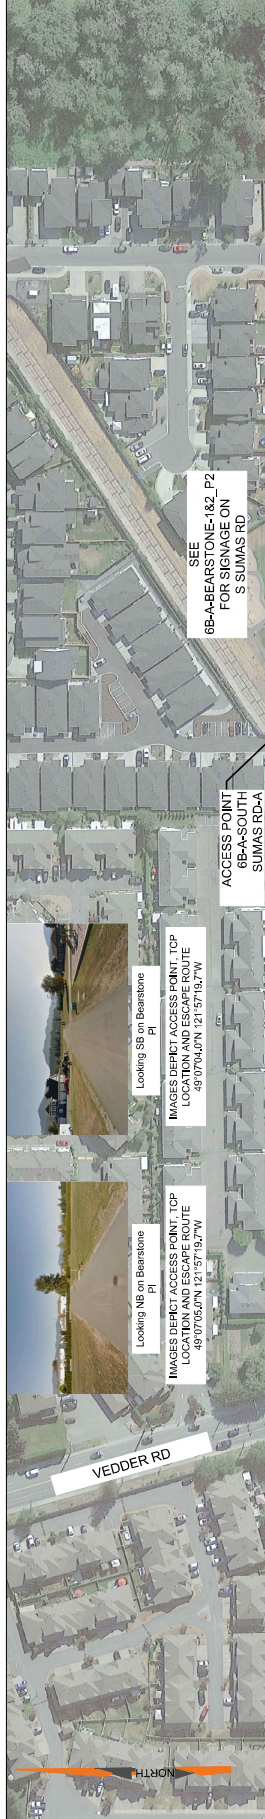 SEE
6B-A-BEARSTONE-1&2_P2
FOR SIGNAGE ON
S SUMAS RD
ACCESS POINT
6B-A-SOUTH
SUMAS RD-A
Looking SB on Bearstone
Pl
IMAGES DEPICT ACCESS POINT, TCP
LOCATION AND ESCAPE ROUTE
49°07'04.0"N 121°57'19.7"W
Looking NB on Bearstone
Pl
IMAGES DEPICT ACCESS POINT, TCP
LOCATION AND ESCAPE ROUTE
49°07'05.0"N 121°57'19.7"W
VEDDER RD
NORTH